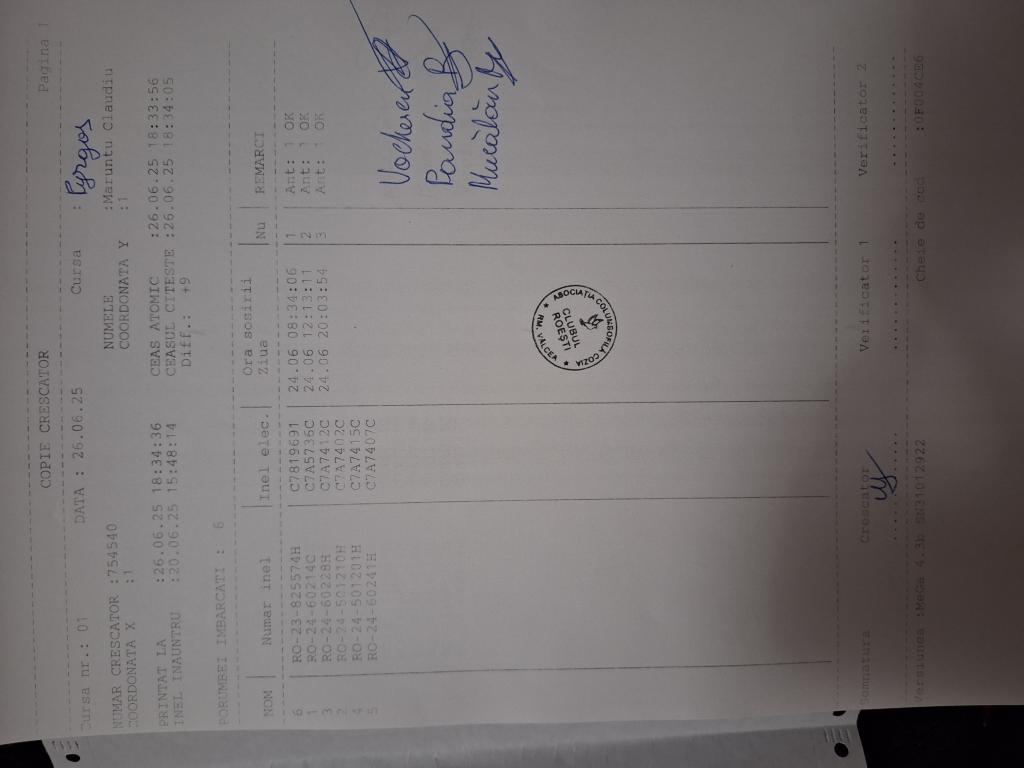 COPIE CRESCATOR Pagina 1
Cursa nr.: 01 DATA : 26.06.25 Cursa : Pyrgos
NUMAR CRESCATOR :754540 NUMELE :Maruntu Claudiu
COORDONATA X :1 COORDONATA Y :1
PRINTAT LA :26.06.25 18:34:36 CEAS ATOMIC :26.06.25 18:33:56
INEL INAUNTRU :20.06.25 15:48:14 CEASUL CITESTE :26.06.25 18:34:05
Diff.: +9
PORUMBEI IMBARCATI : 6
Ora sosirii
NOM Numar inel Inel elec. Ziua Nu REMARCI
6 RO-23-825574H C7819691 24.06 08:34:06 1 Ant: 1 OK
1 RO-24-60214C C7A5736C 24.06 12:13:11 2 Ant: 1 OK
3 RO-24-60228H C7A7412C 24.06 20:03:54 3 Ant: 1 OK
2 RO-24-501210H C7A7402C
4 RO-24-501201H C7A7415C
5 RO-24-60241H C7A7407C
ASOCIAȚIA COLUMBOFILĂ COZIA
RM. VÂLCEA
CLUBUL
ROEȘTI
Semnatura Crescator Verificator 1 Verificator 2
Versiunea :MeGa 4.3b SN31012922 Cheie de ccd :0F004CE6